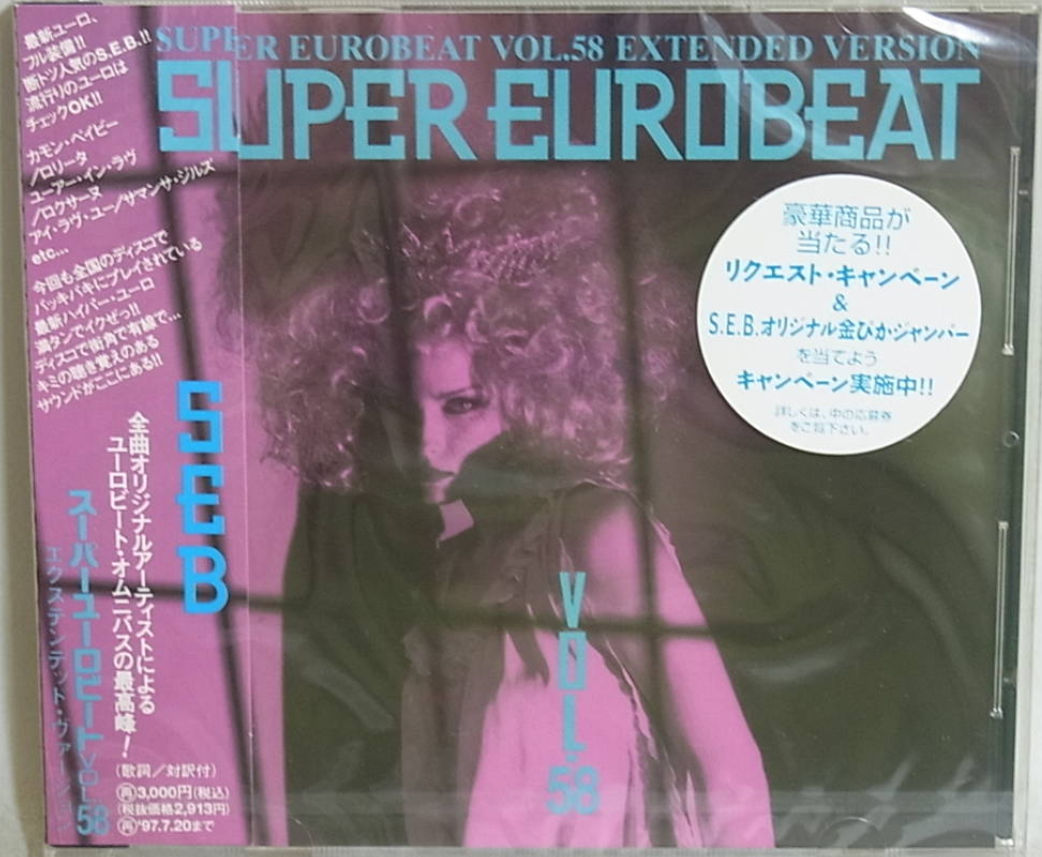 最新ユーロ、
フル装備!!
断トツ人気のS.E.B.!!
流行りのユーロは
チェックOK!!
カモン・ベイビー
/ロリータ
ユーアー・イン・ラヴ
/ロクサーヌ
アイ・ラヴ・ユー/サマンサ・ジルズ
etc...
今回も全国のディスコで
バッキバキにプレイされている
最新ハイパー・ユーロ
満タンでイクぜっ!!
ディスコで街角で有線で…
キミの聴き覚えのある
サウンドがここにある!!
SUPER EUROBEAT VOL.58 EXTENDED VERSION
SUPER EUROBEAT
豪華商品が
当たる!!
リクエスト・キャンペーン
&
S.E.B.オリジナル金ぴかジャンパー
を当てよう
キャンペーン実施中!!
詳しくは、中の応募券
をご覧下さい。
SEB
全曲オリジナルアーティストによる
ユーロビート・オムニバスの最高峰!
スーパーユーロビートVOL.58
エクステンデッド・ヴァージョン
(歌詞/対訳付)
再3,000円(税込)
(税抜価格2,913円)
再'97.7.20まで
VOL.58